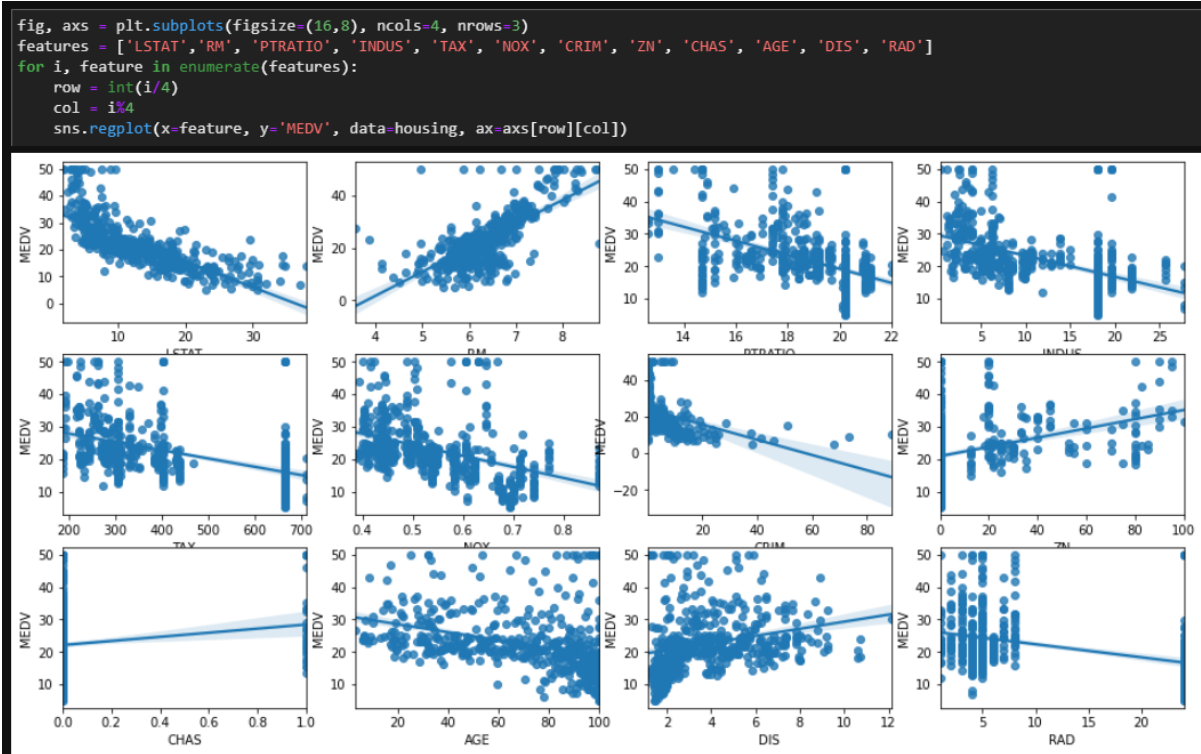 fig, axs = plt.subplots(figsize=(16,8), ncols=4, nrows=3)
features = ['LSTAT','RM', 'PTRATIO', 'INDUS', 'TAX', 'NOX', 'CRIM', 'ZN', 'CHAS', 'AGE', 'DIS', 'RAD']
for i, feature in enumerate(features):
    row = int(i/4)
    col = i%4
    sns.regplot(x=feature, y='MEDV', data=housing, ax=axs[row][col])
50
40
30
20
10
0
MEDV
10 20 30
LSTAT
40
20
0
MEDV
4 5 6 7 8
RM
50
40
30
20
10
MEDV
14 16 18 20 22
PTRATIO
50
40
30
20
10
MEDV
5 10 15 20 25
INDUS
50
40
30
20
10
MEDV
200 300 400 500 600 700
TAX
50
40
30
20
10
MEDV
0.4 0.5 0.6 0.7 0.8
NOX
40
20
0
−20
MEDV
20 40 60 80
CRIM
50
40
30
20
10
MEDV
0 20 40 60 80 100
ZN
50
40
30
20
10
MEDV
0.0 0.2 0.4 0.6 0.8 1.0
CHAS
50
40
30
20
10
MEDV
20 40 60 80 100
AGE
50
40
30
20
10
MEDV
2 4 6 8 10 12
DIS
50
40
30
20
10
MEDV
5 10 15 20
RAD